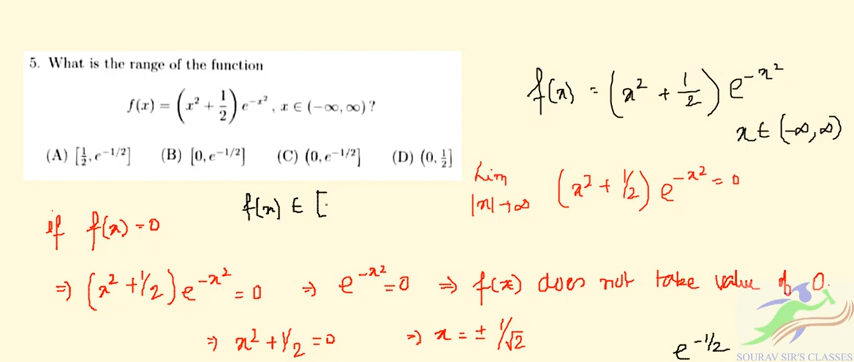 5. What is the range of the function
f(x) = (x² + 1/2) e^{-x²}, x ∈ (-∞, ∞) ?
(A) [1/2, e^{-1/2}] (B) [0, e^{-1/2}] (C) (0, e^{-1/2}] (D) (0, 1/2]
f(x) = (x² + 1/2) e^{-x²}
x ∈ (-∞, ∞)
Lim |x|→∞ (x² + 1/2) e^{-x²} = 0
f(x) ∈ [-
if f(x) = 0
⇒ (x² + 1/2) e^{-x²} = 0 ⇒ e^{-x²} = 0 ⇒ f(x) does not take value of 0.
⇒ x² + 1/2 = 0 ⇒ x = ± 1/√2
e^{-1/2}
SOURAV SIR'S CLASSES